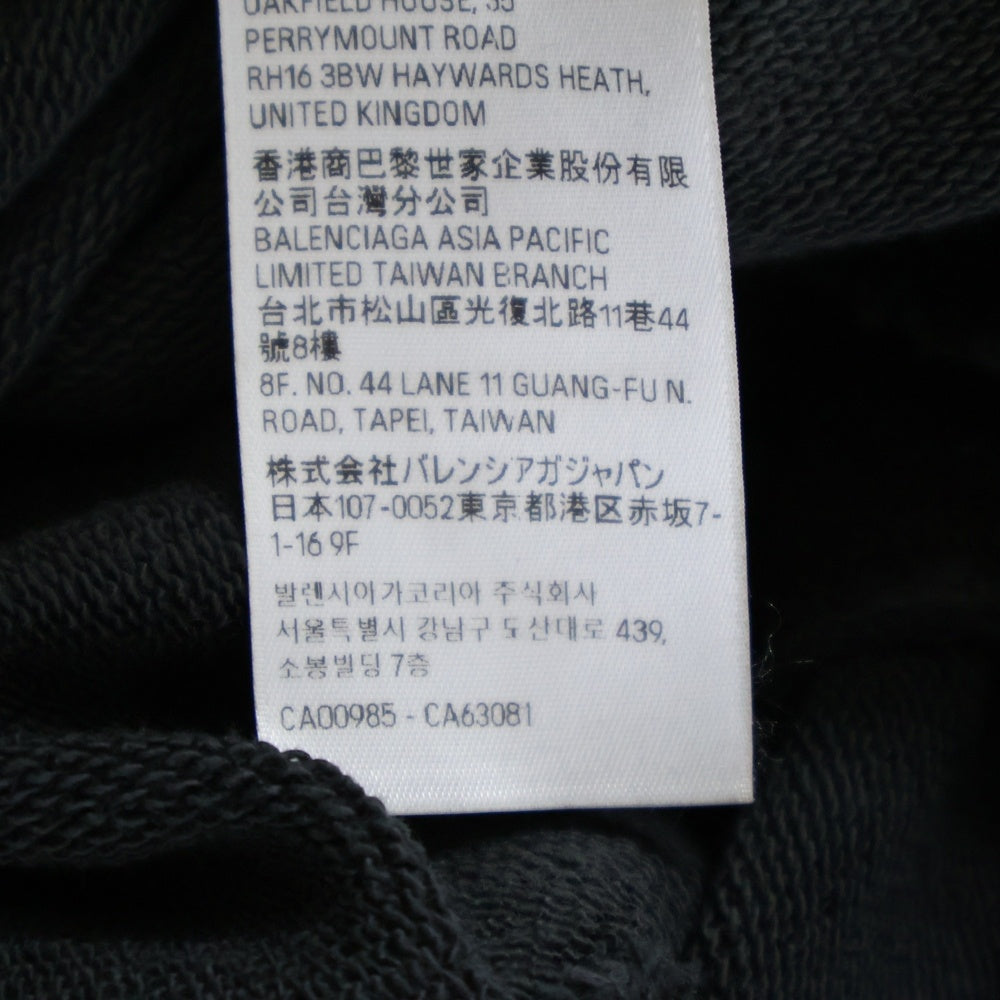 OAKFIELD HOUSE, 35
PERRYMOUNT ROAD
RH16 3BW HAYWARDS HEATH,
UNITED KINGDOM
香港商巴黎世家企業股份有限
公司台灣分公司
BALENCIAGA ASIA PACIFIC
LIMITED TAIWAN BRANCH
台北市松山區光復北路11巷44
號8樓
8F. NO. 44 LANE 11 GUANG-FU N.
ROAD, TAPEI, TAIWAN
株式会社バレンシアガジャパン
日本107-0052東京都港区赤坂7-
1-16 9F
발렌시아가코리아 주식회사
서울특별시 강남구 도산대로 439,
소봉빌딩 7층
CA00985 - CA63081